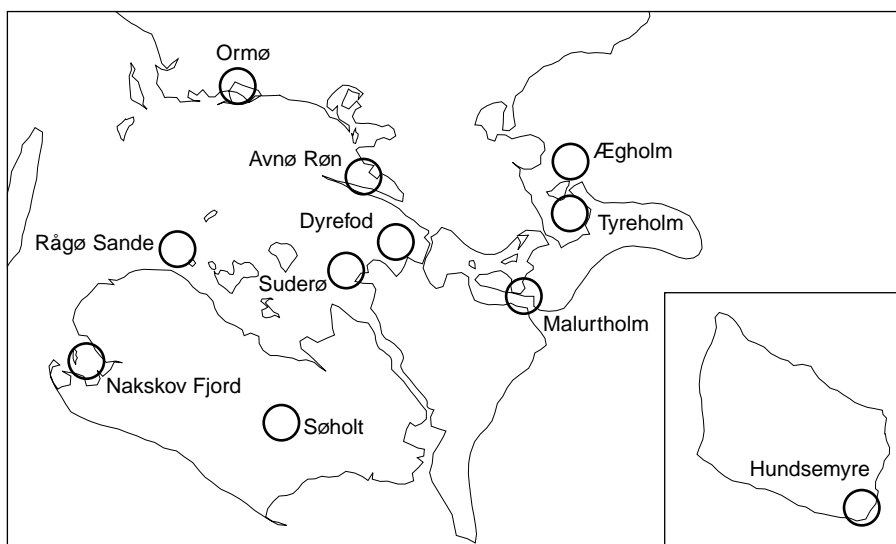 Ormø
Ægholm
Avnø Røn
Tyreholm
Dyrefod
Rågø Sande
Suderø
Malurtholm
Nakskov Fjord
Søholt
Hundsemyre